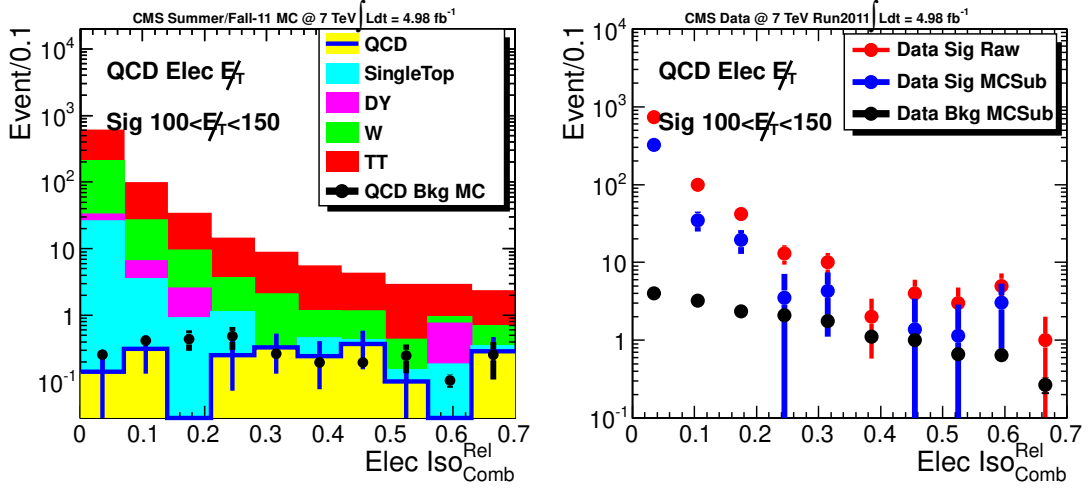 CMS Summer/Fall-11 MC @ 7 TeV ∫ Ldt = 4.98 fb⁻¹
Event/0.1
QCD Elec E̸_T
Sig 100<E̸_T<150
QCD
SingleTop
DY
W
TT
QCD Bkg MC
10³
10²
10
1
10⁻¹
0 0.1 0.2 0.3 0.4 0.5 0.6 0.7
Elec Iso^Rel_Comb
CMS Data @ 7 TeV Run2011 ∫ Ldt = 4.98 fb⁻¹
Event/0.1
QCD Elec E̸_T
Sig 100<E̸_T<150
Data Sig Raw
Data Sig MCSub
Data Bkg MCSub
10⁴
10³
10²
10
1
10⁻¹
0 0.1 0.2 0.3 0.4 0.5 0.6 0.7
Elec Iso^Rel_Comb